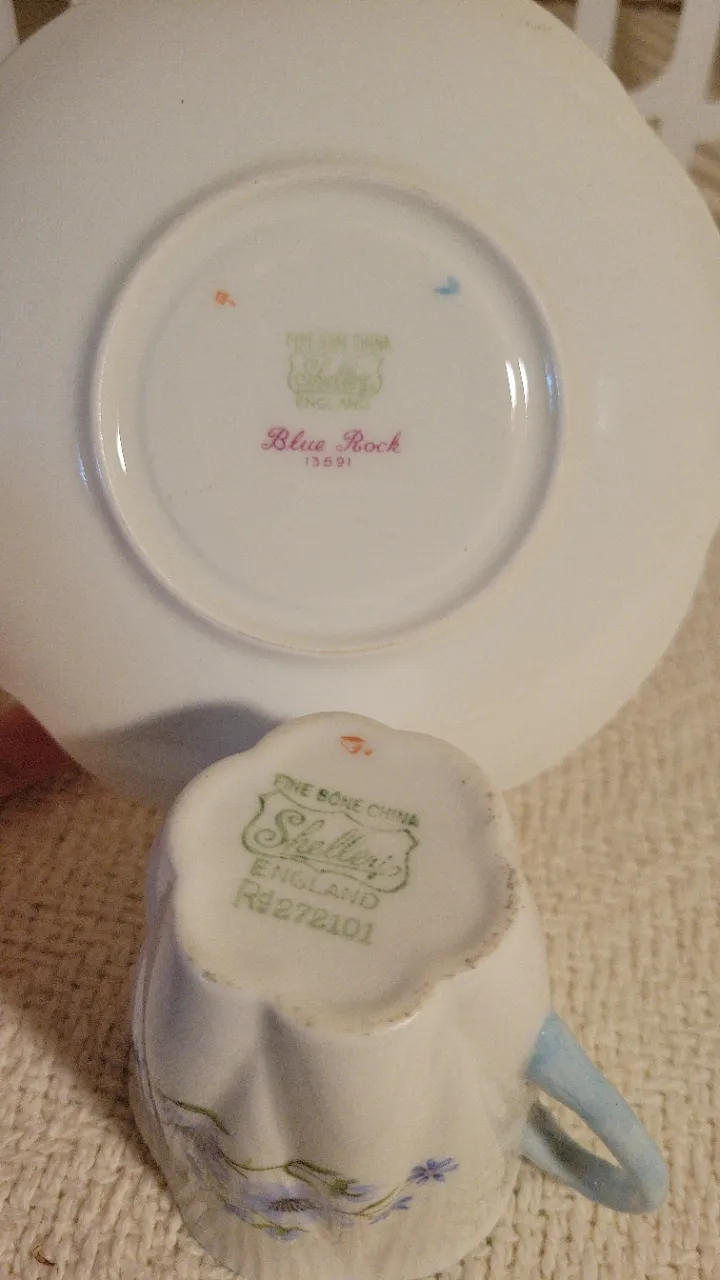 FINE BONE CHINA
Shelley
ENGLAND
Blue Rock
13591
FINE BONE CHINA
Shelley
ENGLAND
Rd 272101